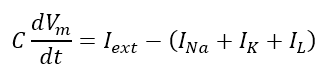 C dV_m/dt = I_ext − (I_Na + I_K + I_L)